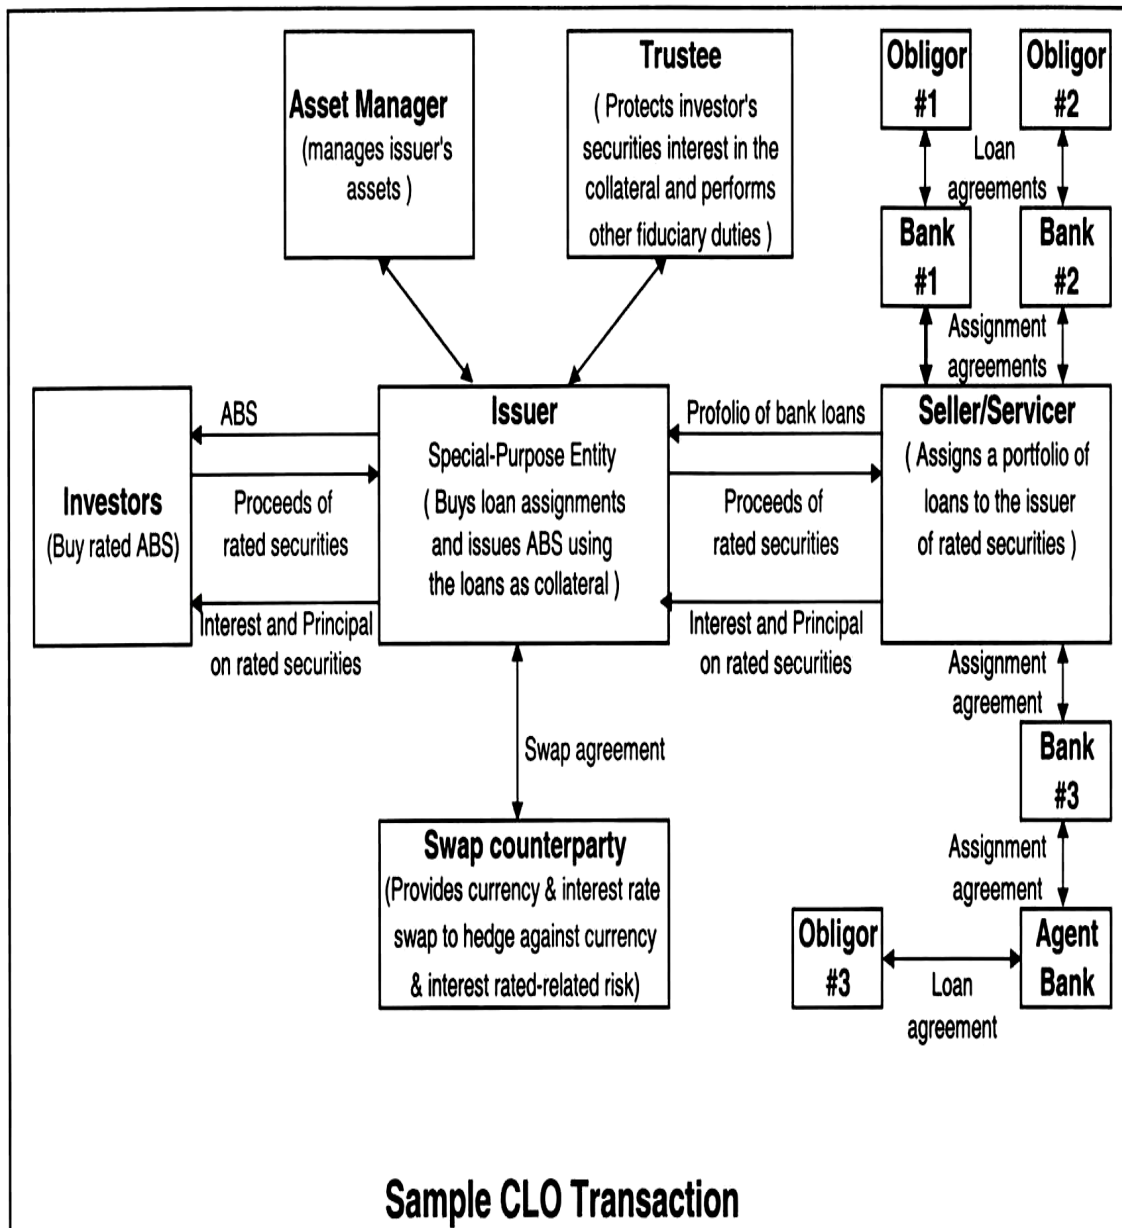 Asset Manager
(manages issuer's
assets )
Trustee
( Protects investor's
securities interest in the
collateral and performs
other fiduciary duties )
Obligor
#1
Obligor
#2
Loan
agreements
Bank
#1
Bank
#2
Assignment
agreements
Investors
(Buy rated ABS)
ABS
Proceeds of
rated securities
Interest and Principal
on rated securities
Issuer
Special-Purpose Entity
( Buys loan assignments
and issues ABS using
the loans as collateral )
Profolio of bank loans
Proceeds of
rated securities
Interest and Principal
on rated securities
Seller/Servicer
( Assigns a portfolio of
loans to the issuer
of rated securities )
Swap agreement
Swap counterparty
(Provides currency & interest rate
swap to hedge against currency
& interest rated-related risk)
Assignment
agreement
Bank
#3
Assignment
agreement
Obligor
#3
Loan
agreement
Agent
Bank
Sample CLO Transaction